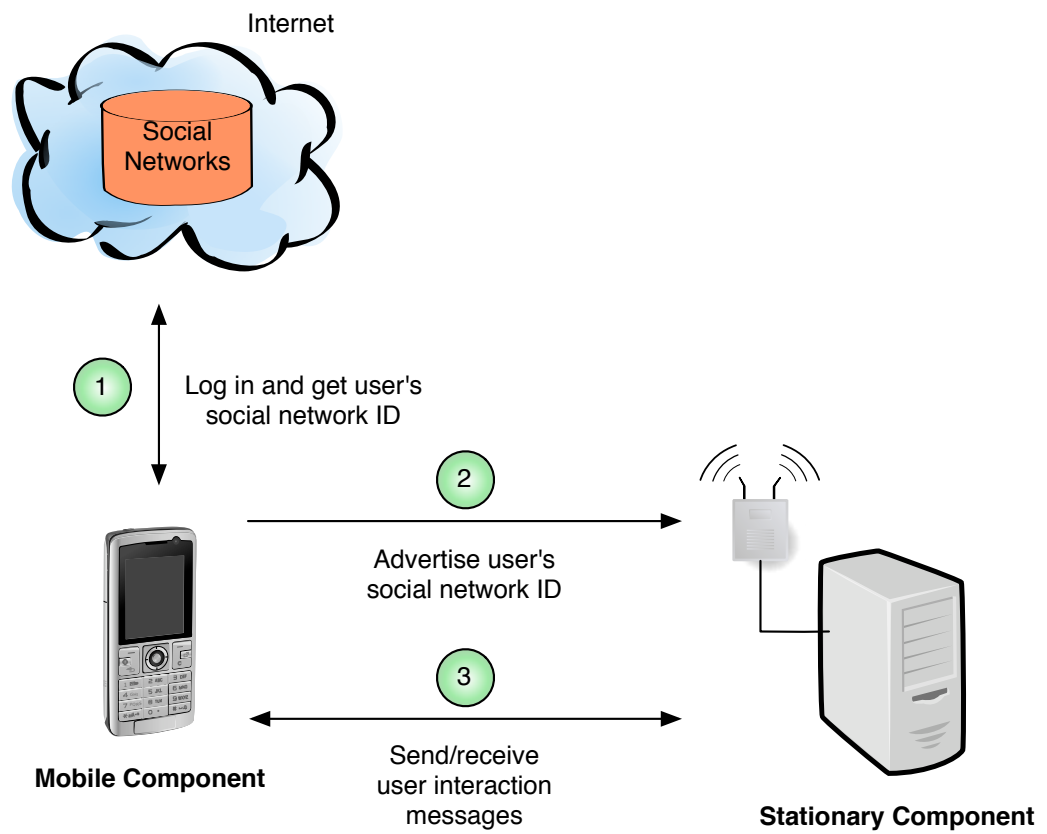 Internet
Social
Networks
1
Log in and get user's
social network ID
2
Advertise user's
social network ID
3
Send/receive
user interaction
messages
Mobile Component
Stationary Component